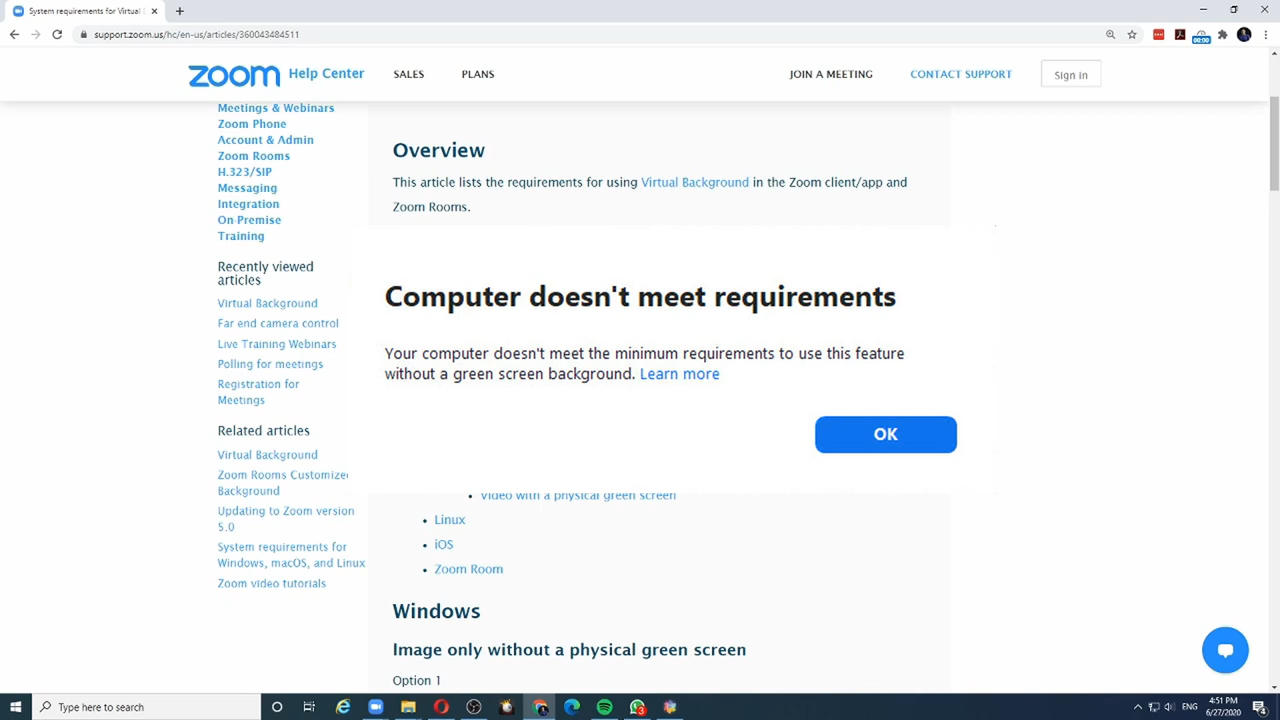 System requirements for Virtual B
support.zoom.us/hc/en-us/articles/360043484511
00:00
zoom Help Center
SALES
PLANS
JOIN A MEETING
CONTACT SUPPORT
Sign in
Meetings & Webinars
Zoom Phone
Account & Admin
Zoom Rooms
H.323/SIP
Messaging
Integration
On-Premise
Training
Recently viewed
articles
Virtual Background
Far end camera control
Live Training Webinars
Polling for meetings
Registration for
Meetings
Related articles
Virtual Background
Zoom Rooms Customize
Background
Updating to Zoom version
5.0
System requirements for
Windows, macOS, and Linux
Zoom video tutorials
Overview
This article lists the requirements for using Virtual Background in the Zoom client/app and
Zoom Rooms.
Computer doesn't meet requirements
Your computer doesn't meet the minimum requirements to use this feature
without a green screen background. Learn more
OK
Video with a physical green screen
Linux
iOS
Zoom Room
Windows
Image only without a physical green screen
Option 1
Type here to search
3
ENG
4:51 PM
6/27/2020
4